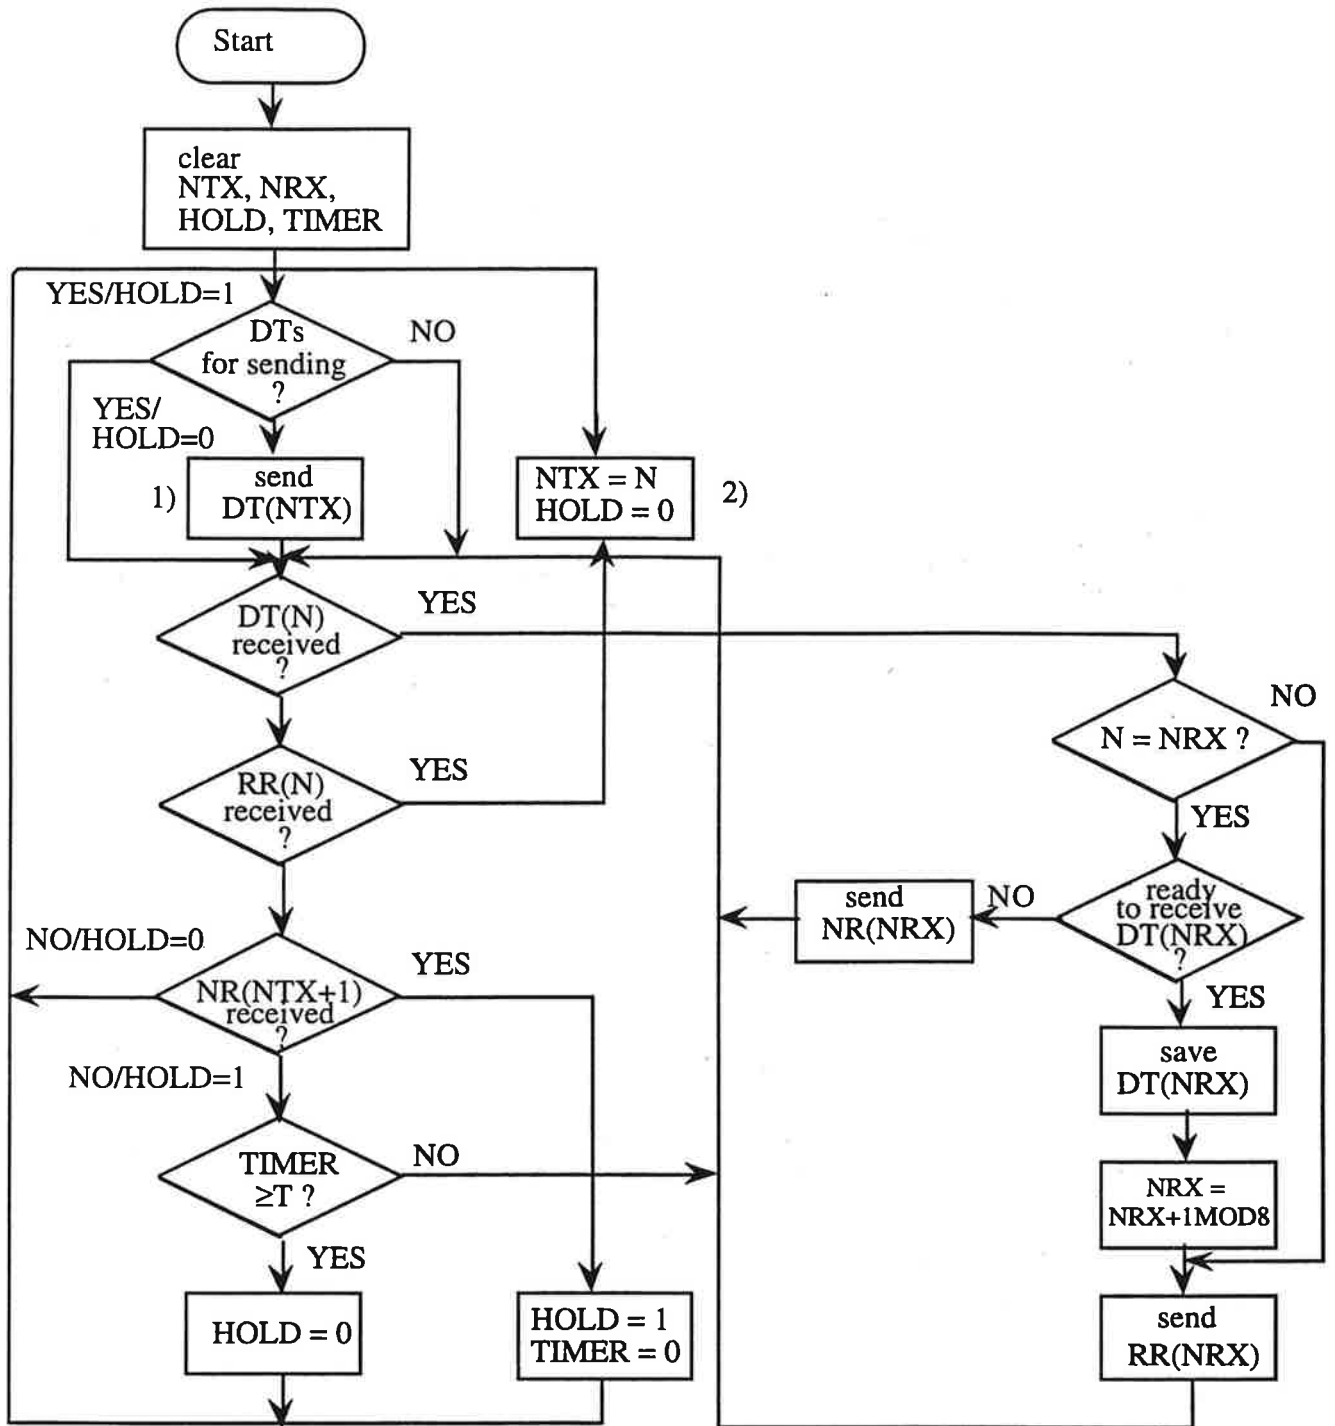 Start
clear
NTX, NRX,
HOLD, TIMER
YES/HOLD=1
DTs
for sending
?
NO
YES/
HOLD=0
1)
send
DT(NTX)
NTX = N
HOLD = 0
2)
DT(N)
received
?
YES
N = NRX ?
NO
YES
RR(N)
received
?
YES
ready
to receive
DT(NRX)
?
NO
send
NR(NRX)
YES
NO/HOLD=0
NR(NTX+1)
received
?
YES
save
DT(NRX)
NO/HOLD=1
TIMER
≥T ?
NO
NRX =
NRX+1MOD8
YES
HOLD = 0
HOLD = 1
TIMER = 0
send
RR(NRX)